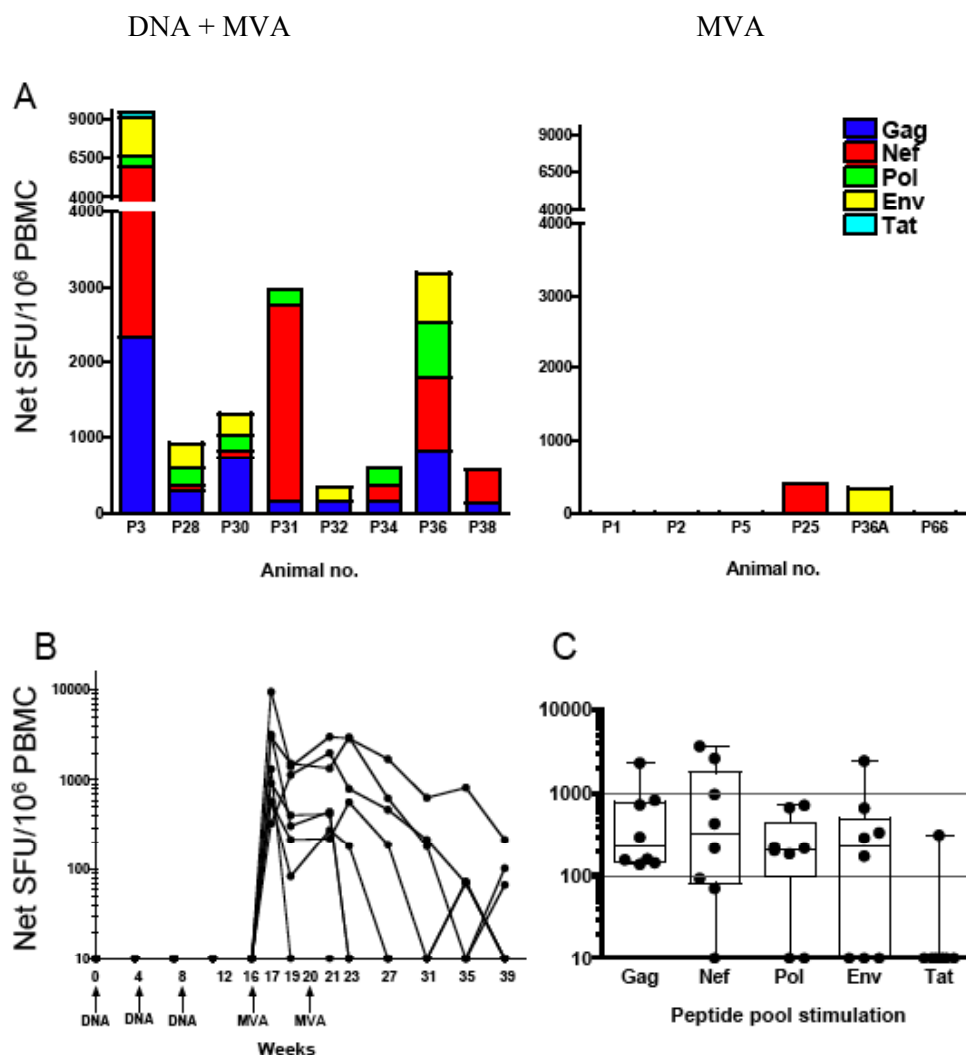 DNA + MVA
MVA
A
Net SFU/10⁶ PBMC
9000
6500
4000
4000
3000
2000
1000
0
P3 P28 P30 P31 P32 P34 P36 P38
Animal no.
9000
6500
4000
4000
3000
2000
1000
0
P1 P2 P5 P25 P36A P66
Animal no.
Gag
Nef
Pol
Env
Tat
B
Net SFU/10⁶ PBMC
10000
1000
100
10
0 4 8 12 16 17 19 20 21 23 27 31 35 39
DNA DNA DNA MVA MVA
Weeks
C
10000
1000
100
10
Gag Nef Pol Env Tat
Peptide pool stimulation